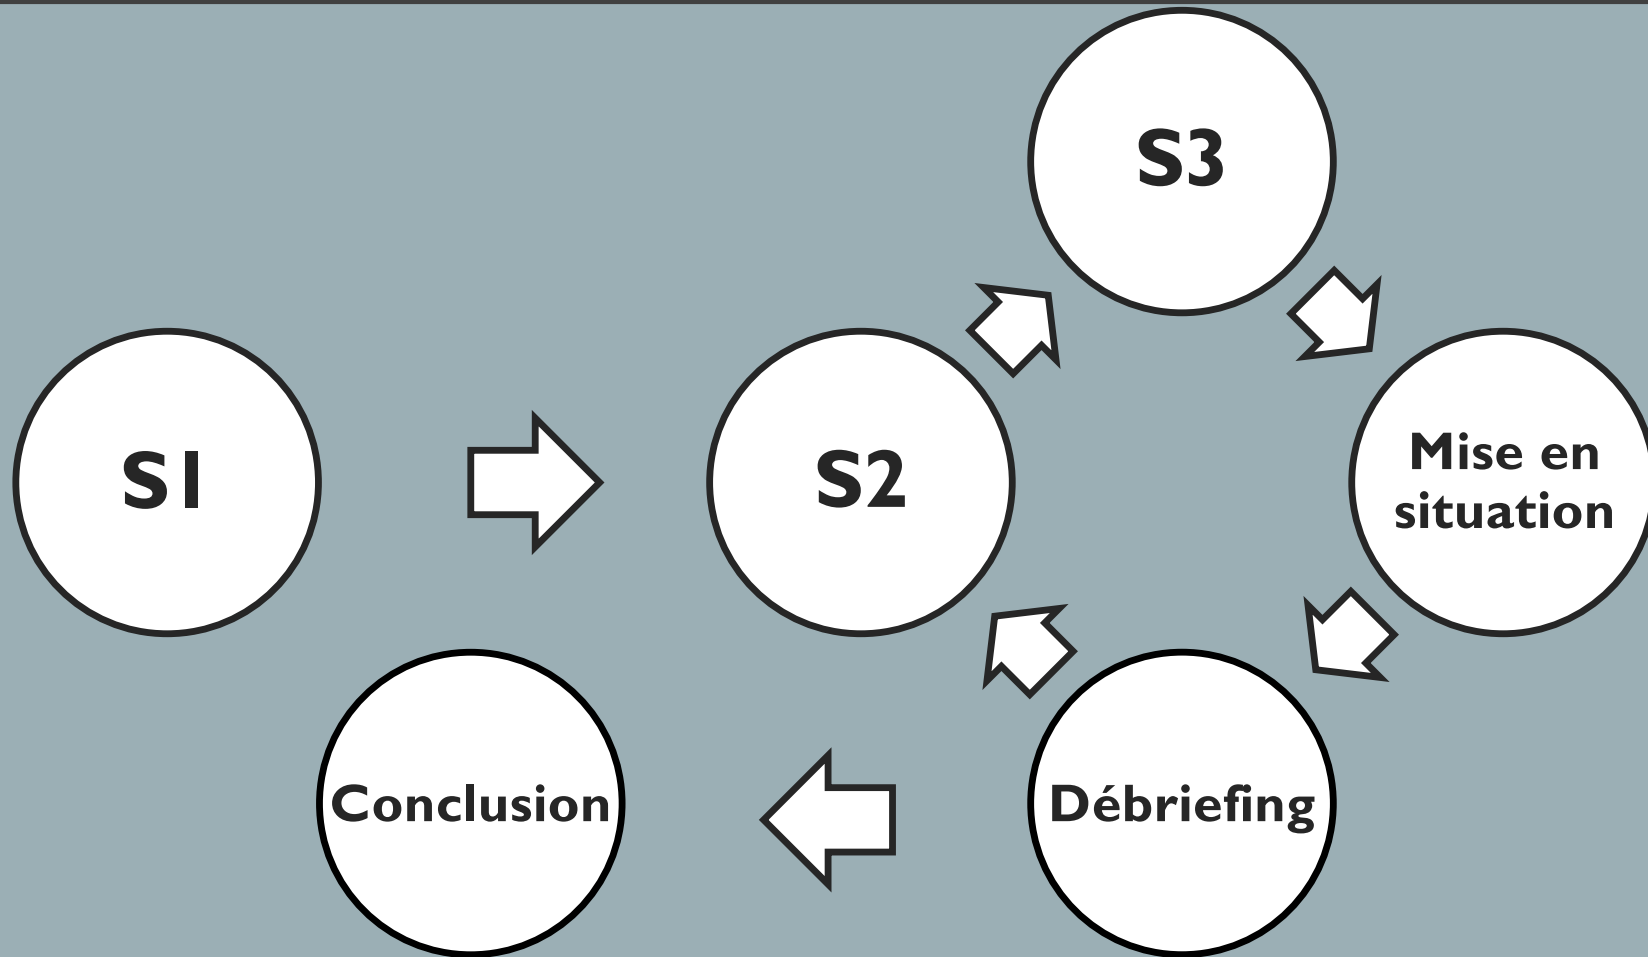 S3
S1
S2
Mise en
situation
Conclusion
Débriefing